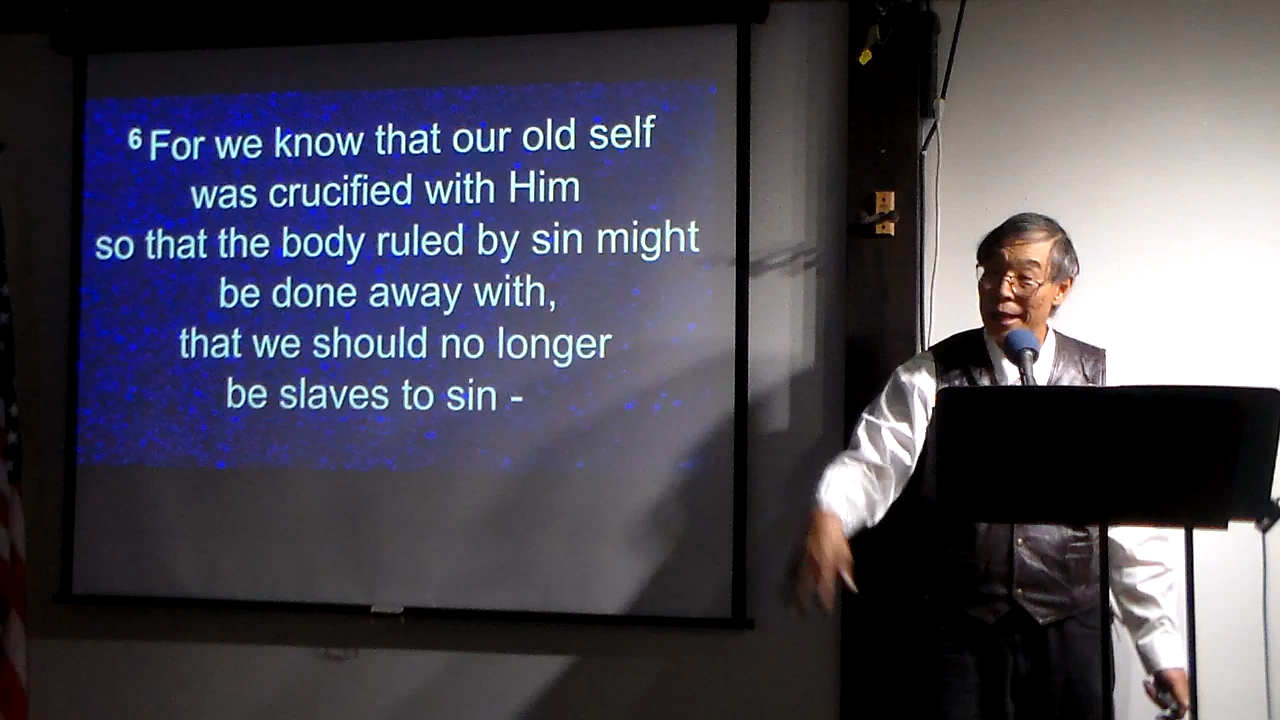 6 For we know that our old self
was crucified with Him
so that the body ruled by sin might
be done away with,
that we should no longer
be slaves to sin -